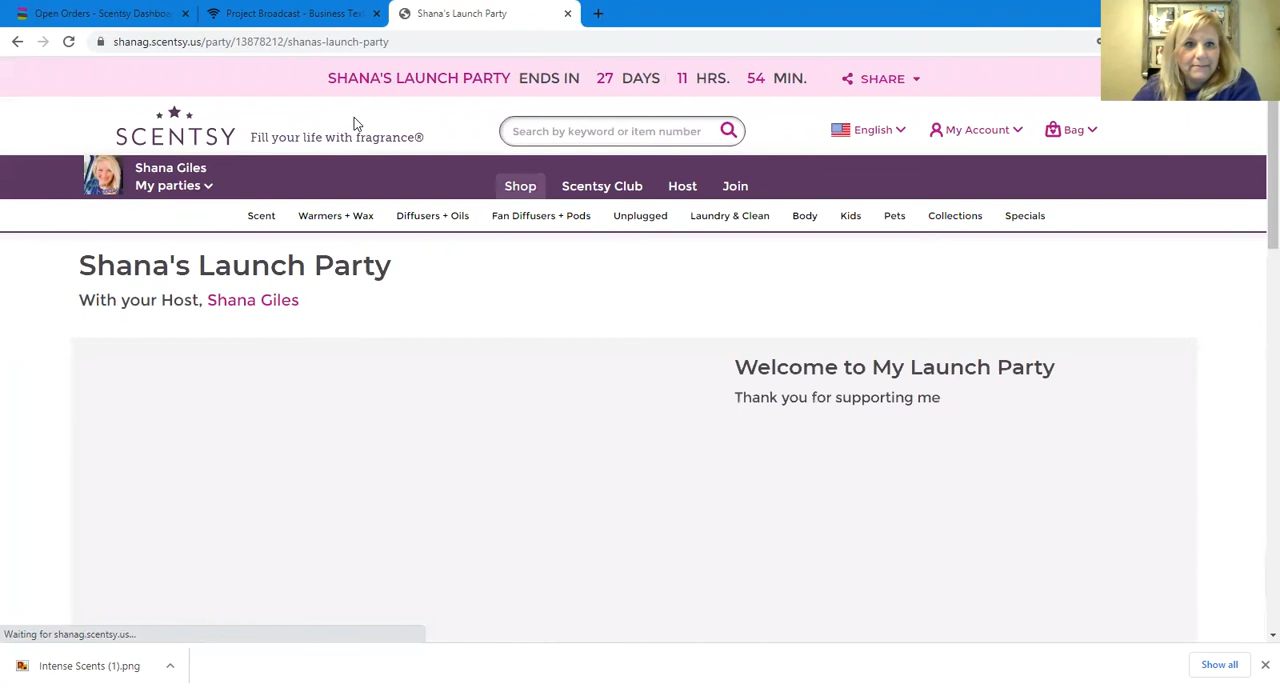 Open Orders - Scentsy Dashbo
Project Broadcast - Business Tex
Shana's Launch Party
shanag.scentsy.us/party/13878212/shanas-launch-party
SHANA'S LAUNCH PARTY ENDS IN 27 DAYS 11 HRS. 54 MIN. SHARE
SCENTSY Fill your life with fragrance®
Search by keyword or item number
English My Account Bag
Shana Giles
My parties
Shop Scentsy Club Host Join
Scent Warmers + Wax Diffusers + Oils Fan Diffusers + Pods Unplugged Laundry & Clean Body Kids Pets Collections Specials
Shana's Launch Party
With your Host, Shana Giles
Welcome to My Launch Party
Thank you for supporting me
Waiting for shanag.scentsy.us...
Intense Scents (1).png
Show all